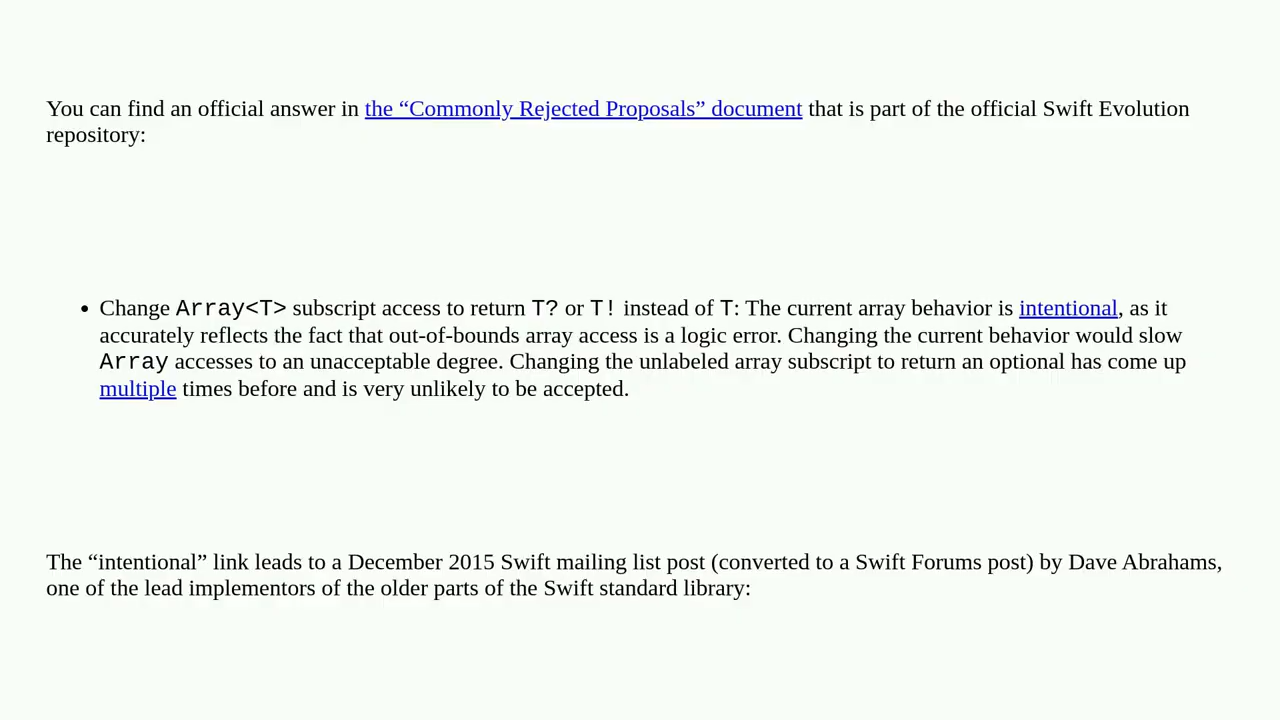 You can find an official answer in the “Commonly Rejected Proposals” document that is part of the official Swift Evolution
repository:
• Change Array<T> subscript access to return T? or T! instead of T: The current array behavior is intentional, as it
accurately reflects the fact that out-of-bounds array access is a logic error. Changing the current behavior would slow
Array accesses to an unacceptable degree. Changing the unlabeled array subscript to return an optional has come up
multiple times before and is very unlikely to be accepted.
The “intentional” link leads to a December 2015 Swift mailing list post (converted to a Swift Forums post) by Dave Abrahams,
one of the lead implementors of the older parts of the Swift standard library: